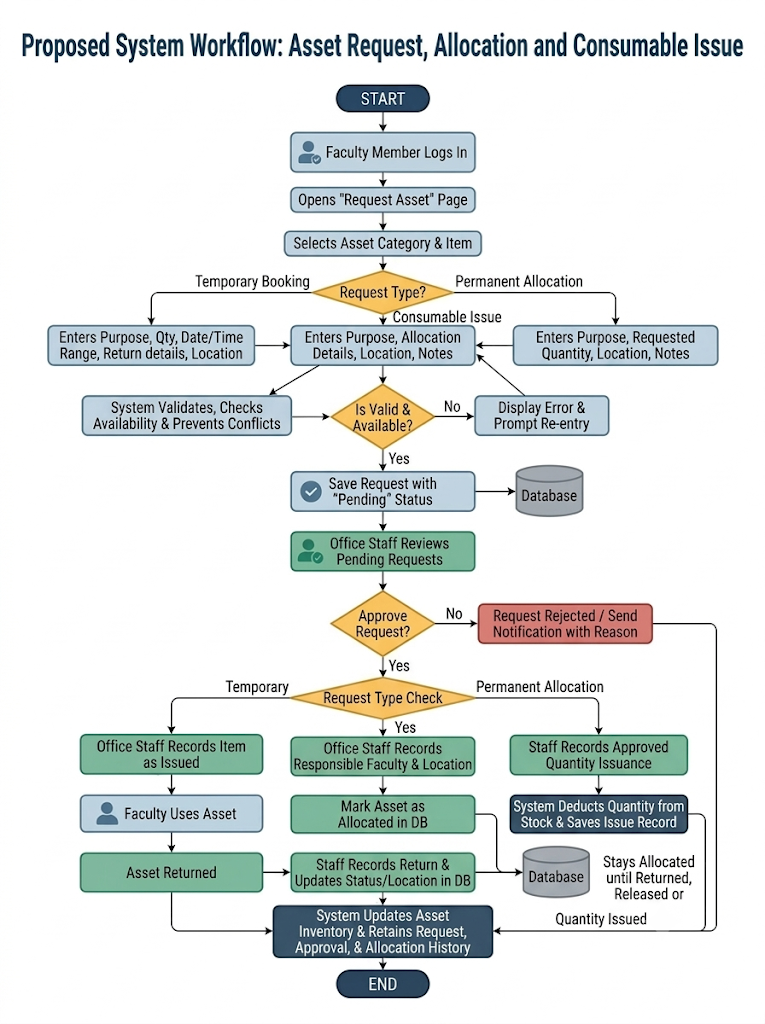 Proposed System Workflow: Asset Request, Allocation and Consumable Issue
START
Faculty Member Logs In
Opens "Request Asset" Page
Selects Asset Category & Item
Temporary Booking
Request Type?
Permanent Allocation
Consumable Issue
Enters Purpose, Qty, Date/Time
Range, Return details, Location
Enters Purpose, Allocation
Details, Location, Notes
Enters Purpose, Requested
Quantity, Location, Notes
System Validates, Checks
Availability & Prevents Conflicts
Is Valid &
Available?
No
Display Error &
Prompt Re-entry
Yes
Save Request with
"Pending" Status
Database
Office Staff Reviews
Pending Requests
Approve
Request?
No
Request Rejected / Send
Notification with Reason
Yes
Temporary
Request Type Check
Permanent Allocation
Yes
Office Staff Records Item
as Issued
Office Staff Records
Responsible Faculty & Location
Staff Records Approved
Quantity Issuance
Faculty Uses Asset
Mark Asset as
Allocated in DB
System Deducts Quantity from
Stock & Saves Issue Record
Asset Returned
Staff Records Return &
Updates Status/Location in DB
Database
Stays Allocated
until Returned,
Released or
Quantity Issued
System Updates Asset
Inventory & Retains Request,
Approval, & Allocation History
END